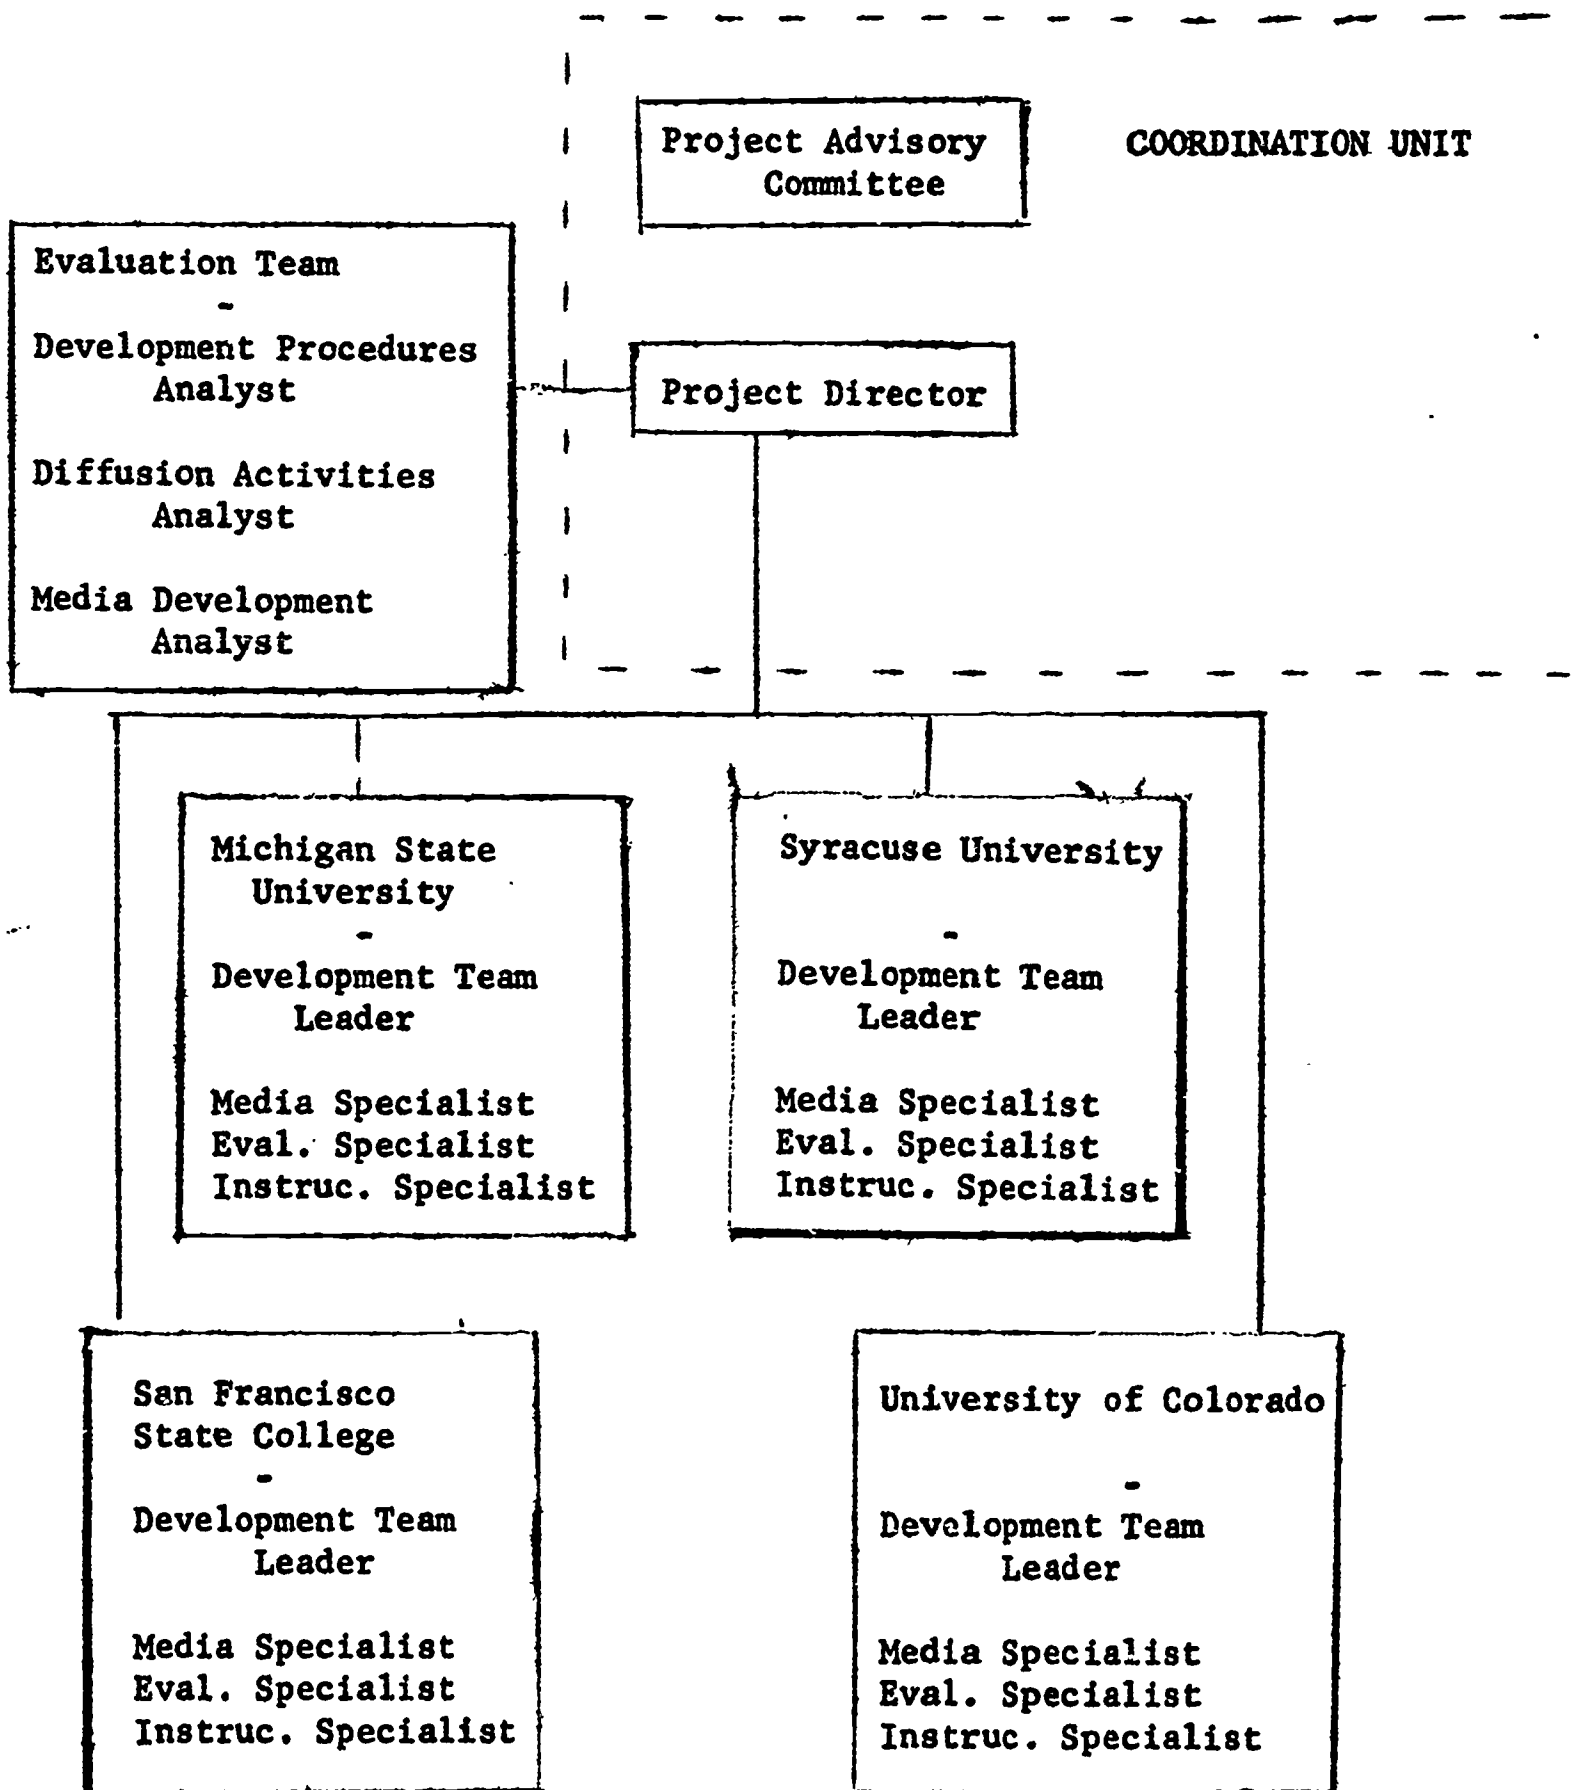 Project Advisory
Committee
COORDINATION UNIT
Evaluation Team
-
Development Procedures
Analyst
Diffusion Activities
Analyst
Media Development
Analyst
Project Director
Michigan State
University
-
Development Team
Leader
Media Specialist
Eval. Specialist
Instruc. Specialist
Syracuse University
-
Development Team
Leader
Media Specialist
Eval. Specialist
Instruc. Specialist
San Francisco
State College
-
Development Team
Leader
Media Specialist
Eval. Specialist
Instruc. Specialist
University of Colorado
-
Development Team
Leader
Media Specialist
Eval. Specialist
Instruc. Specialist